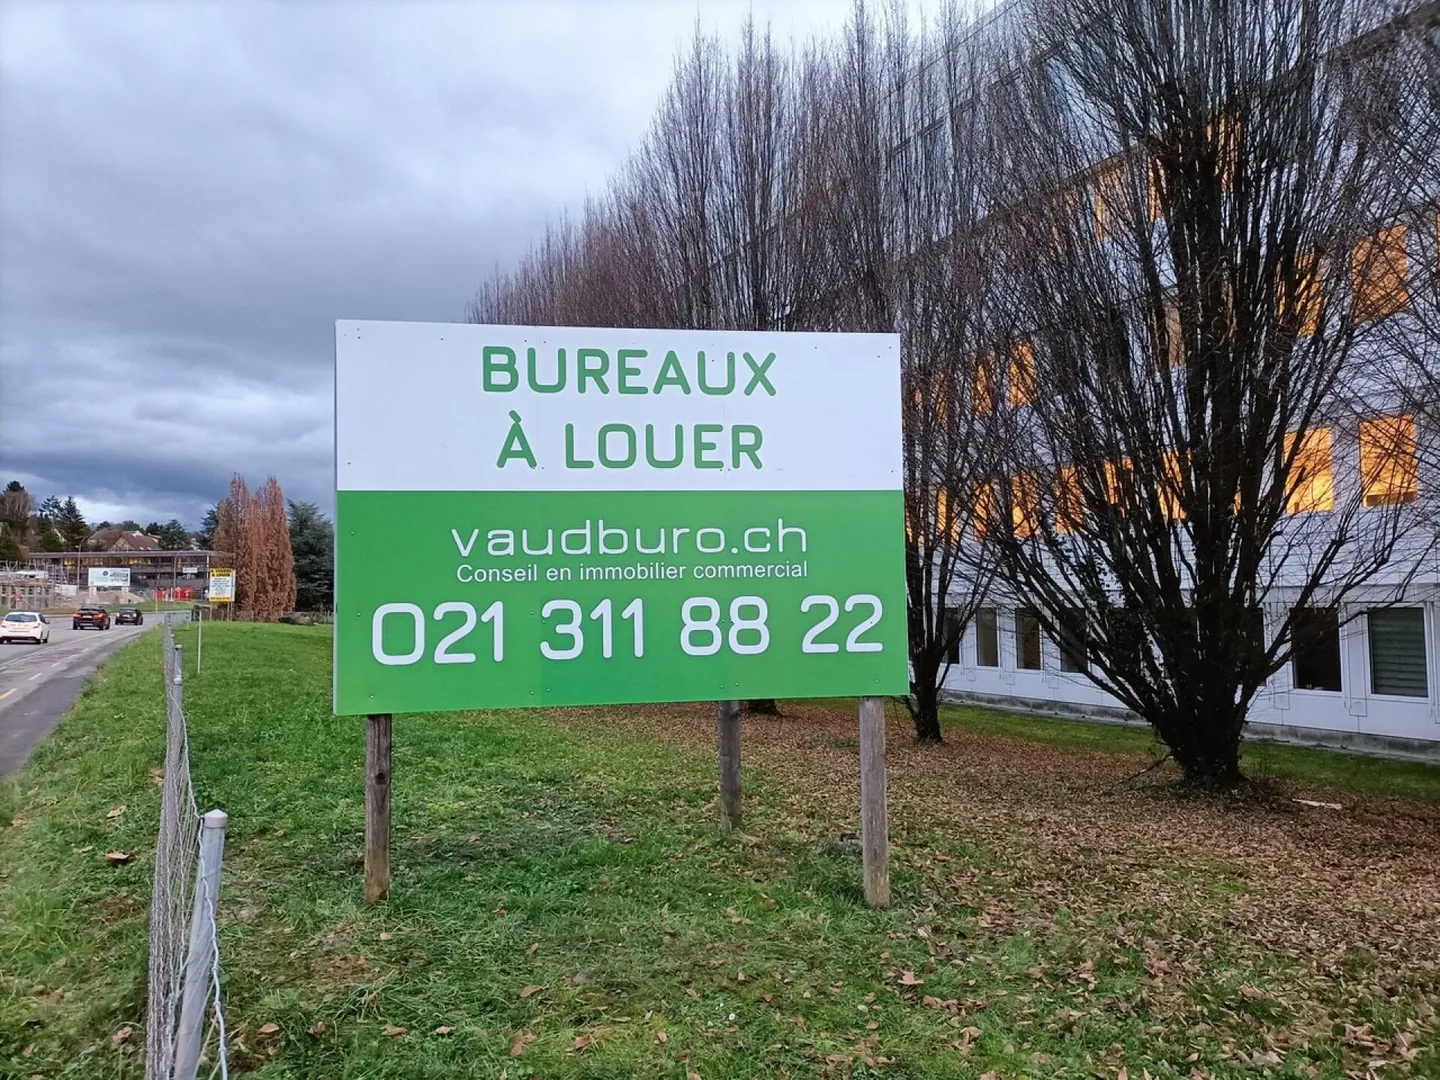 BUREAUX
À LOUER
vaudburo.ch
Conseil en immobilier commercial
021 311 88 22